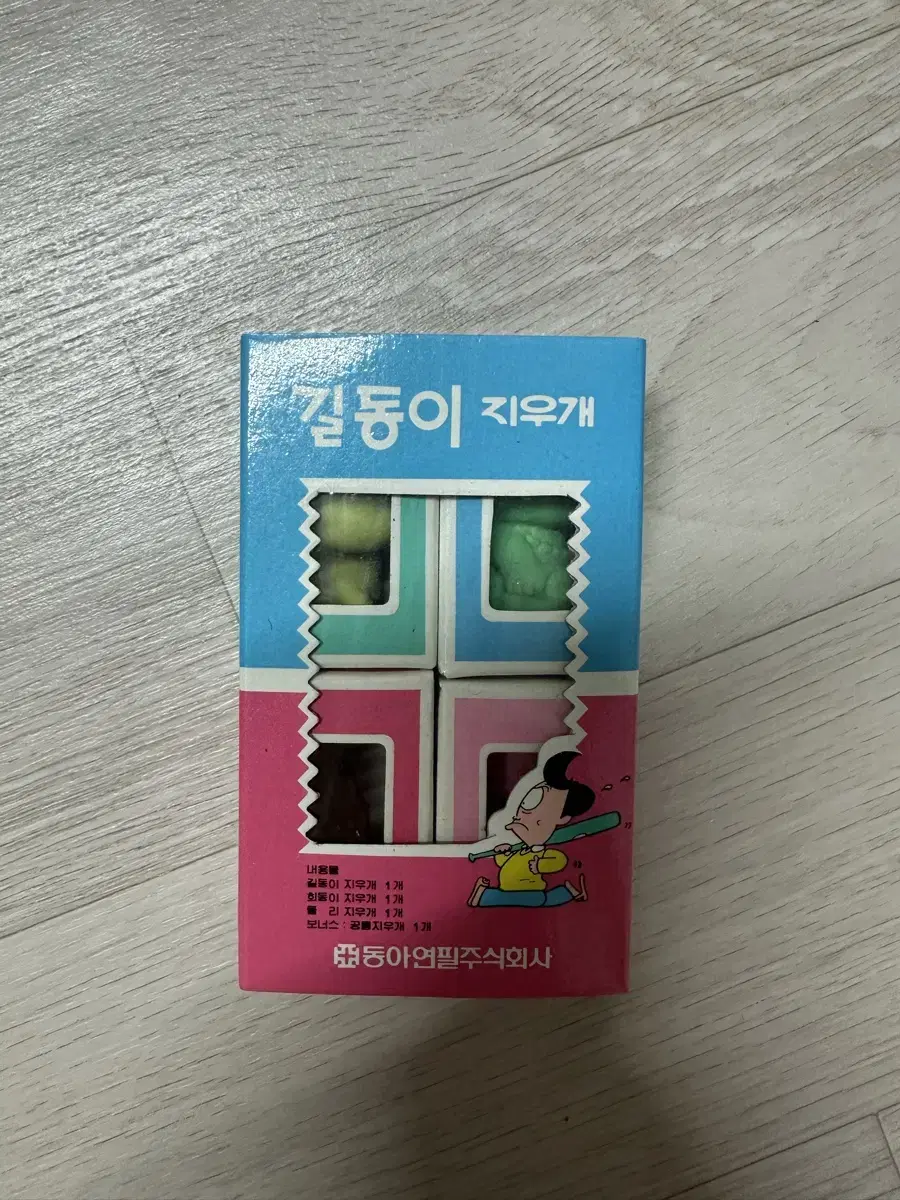 길동이 지우개
내용물
길동이 지우개 1개
희동이 지우개 1개
둘 리 지우개 1개
보너스 : 공룡지우개 1개
동아연필주식회사